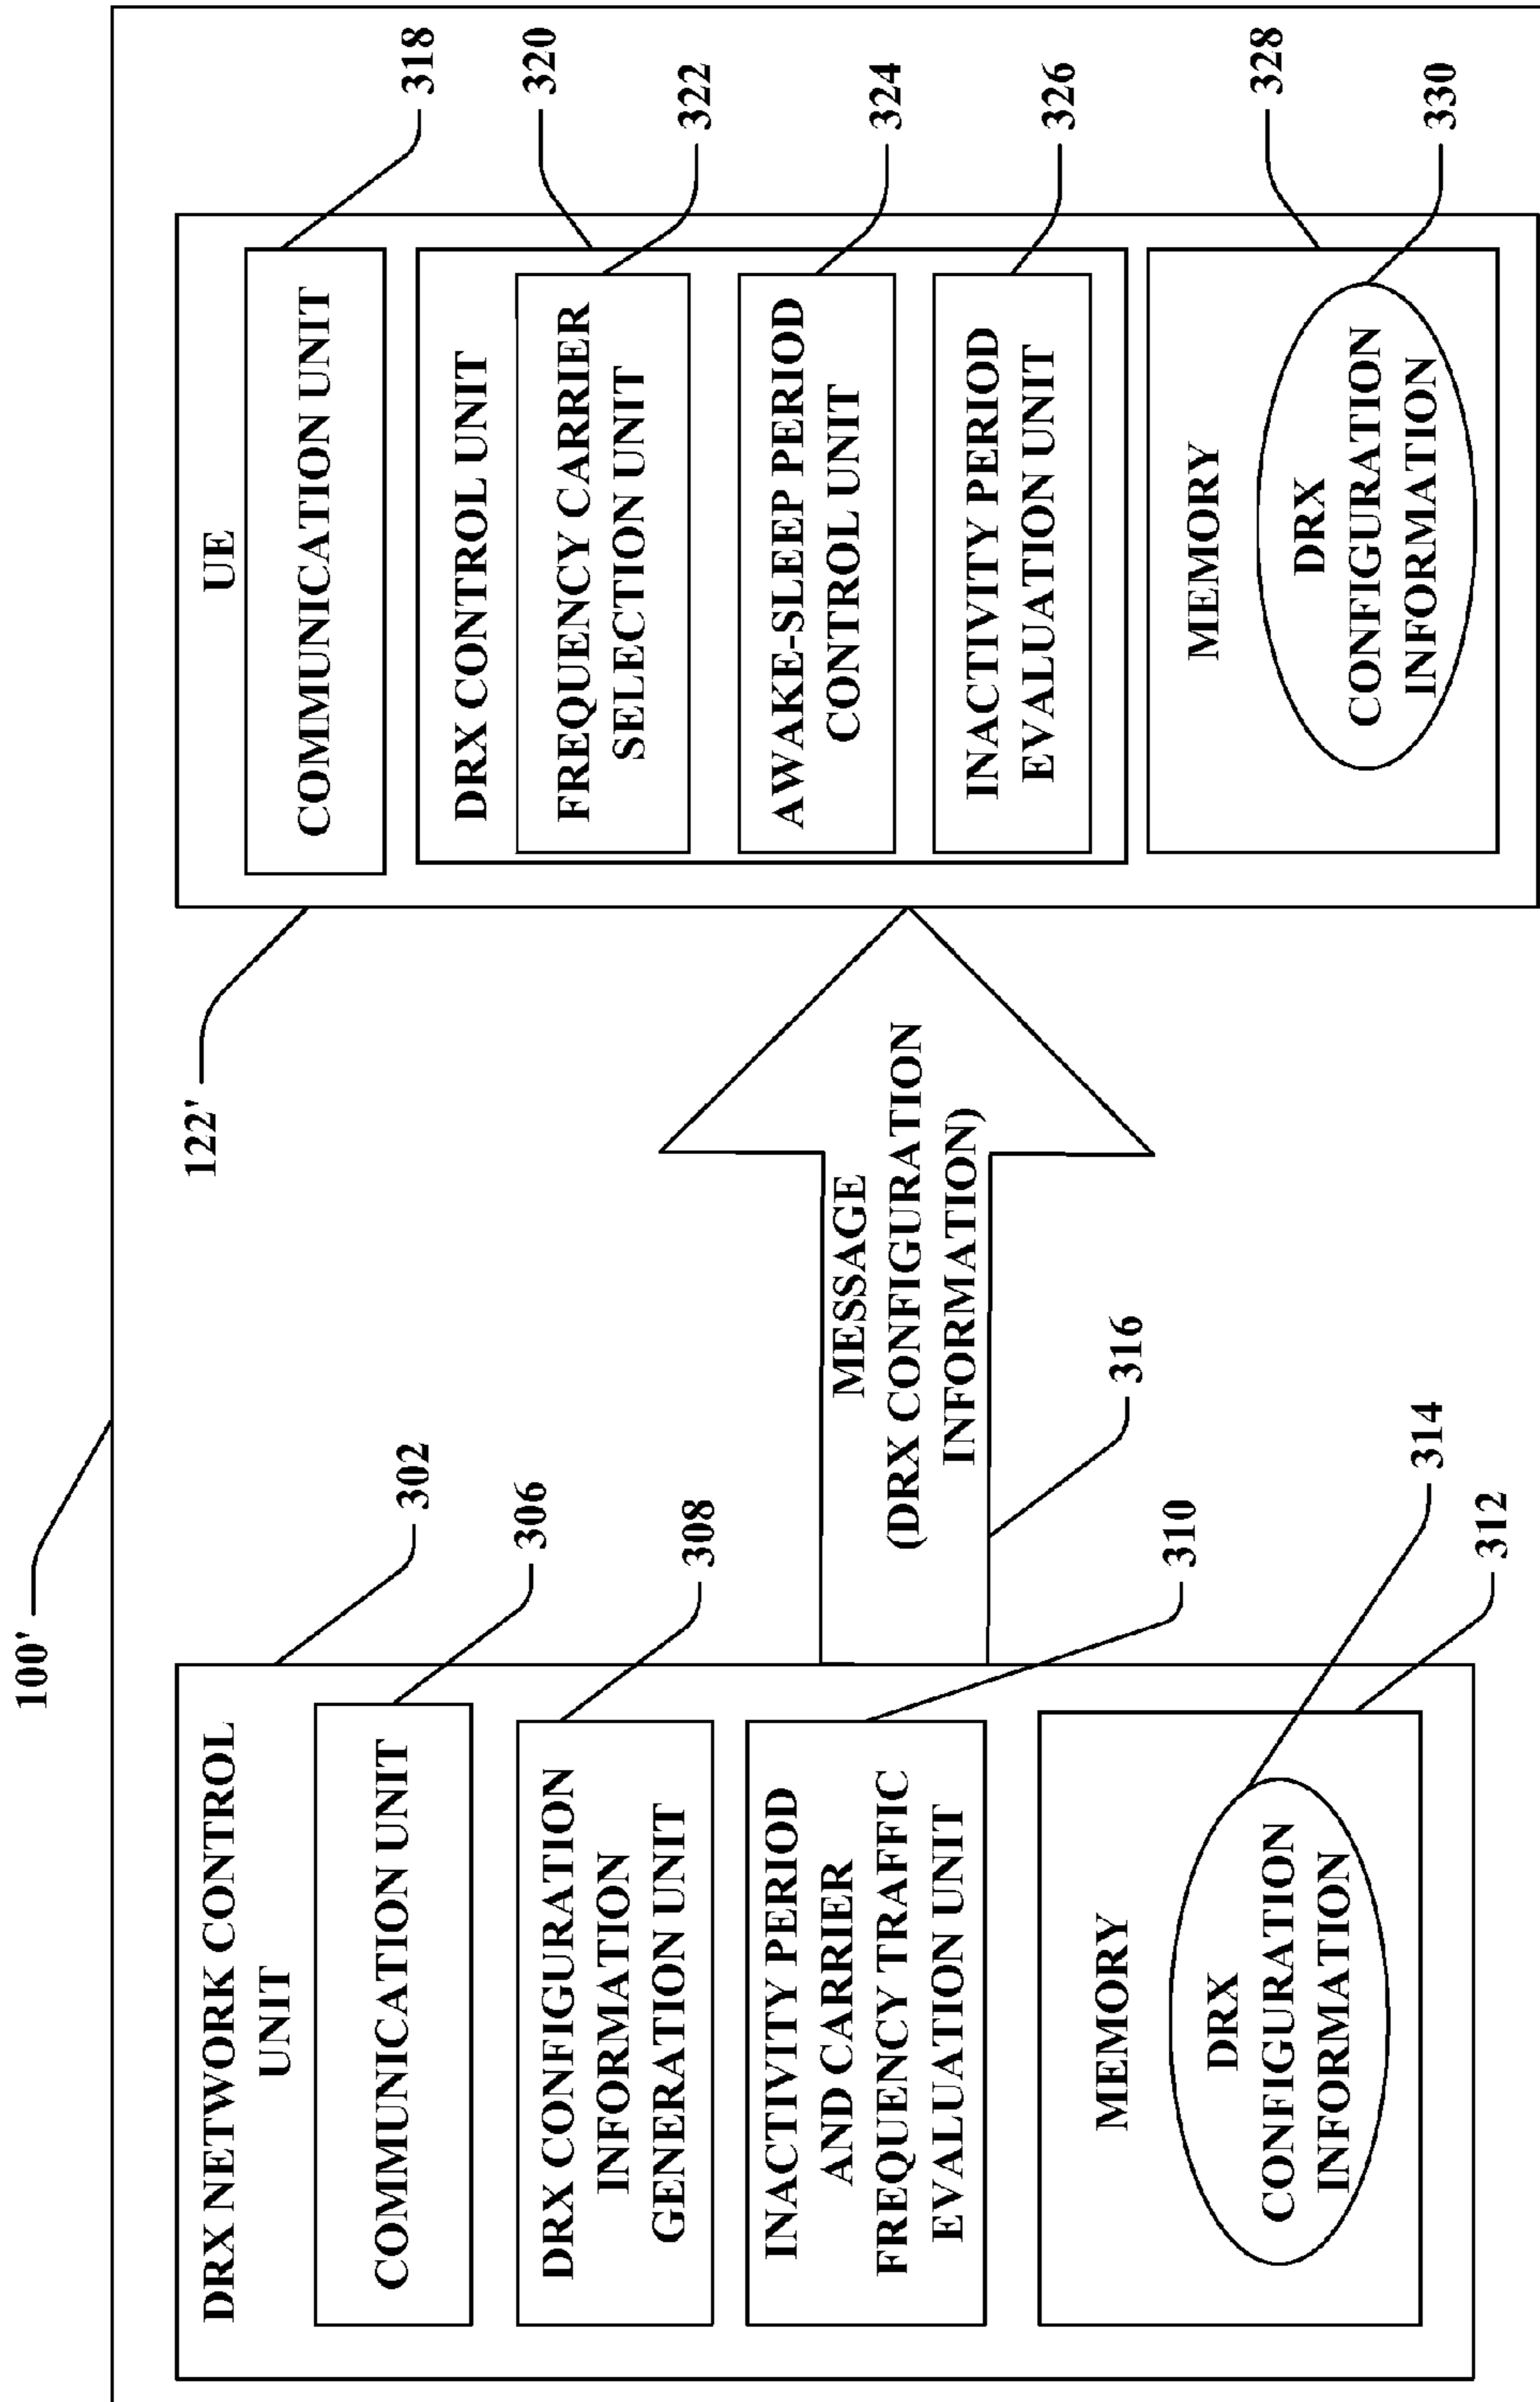 100'
302
DRX NETWORK CONTROL
UNIT
306
COMMUNICATION UNIT
308
DRX CONFIGURATION
INFORMATION
GENERATION UNIT
310
INACTIVITY PERIOD
AND CARRIER
FREQUENCY TRAFFIC
EVALUATION UNIT
312
MEMORY
314
DRX
CONFIGURATION
INFORMATION
MESSAGE
(DRX CONFIGURATION
INFORMATION)
316
122'
UE
318
COMMUNICATION UNIT
320
DRX CONTROL UNIT
322
FREQUENCY CARRIER
SELECTION UNIT
324
AWAKE-SLEEP PERIOD
CONTROL UNIT
326
INACTIVITY PERIOD
EVALUATION UNIT
328
MEMORY
330
DRX
CONFIGURATION
INFORMATION